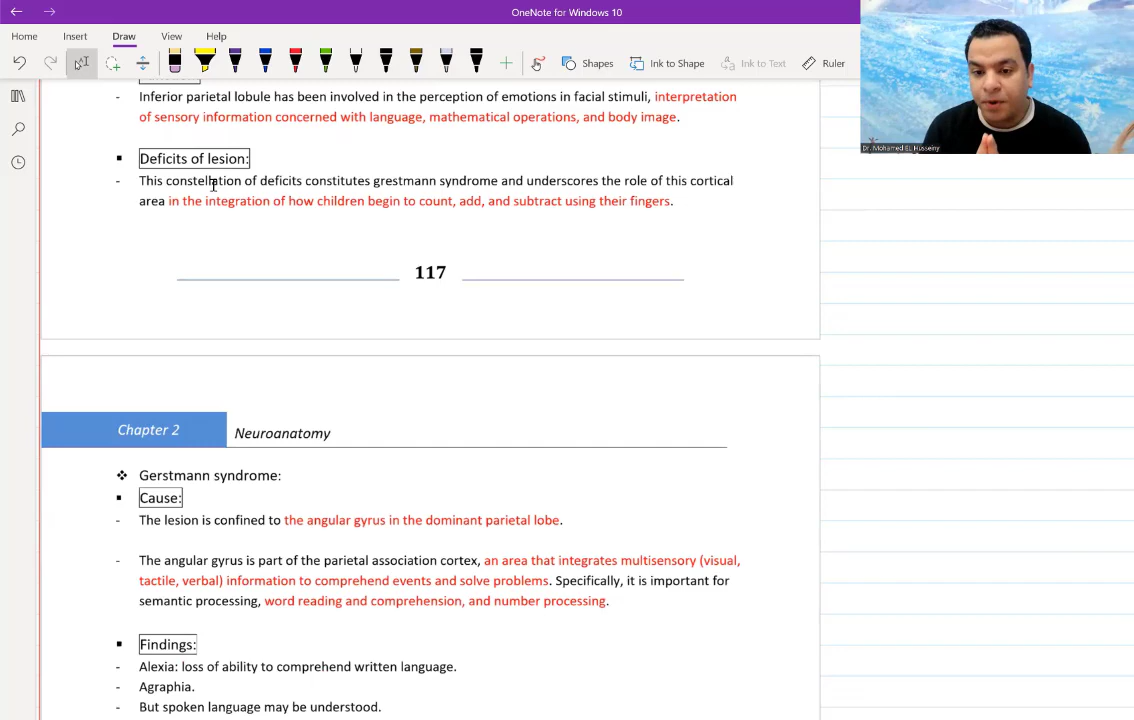 OneNote for Windows 10
Home Insert Draw View Help
Shapes Ink to Shape Ink to Text Ruler
Dr. Mohamed EL Husseiny
- Inferior parietal lobule has been involved in the perception of emotions in facial stimuli, interpretation
of sensory information concerned with language, mathematical operations, and body image.
Deficits of lesion:
- This constellation of deficits constitutes grestmann syndrome and underscores the role of this cortical
area in the integration of how children begin to count, add, and subtract using their fingers.
117
Chapter 2 Neuroanatomy
Gerstmann syndrome:
Cause:
- The lesion is confined to the angular gyrus in the dominant parietal lobe.
- The angular gyrus is part of the parietal association cortex, an area that integrates multisensory (visual,
tactile, verbal) information to comprehend events and solve problems. Specifically, it is important for
semantic processing, word reading and comprehension, and number processing.
Findings:
- Alexia: loss of ability to comprehend written language.
- Agraphia.
- But spoken language may be understood.